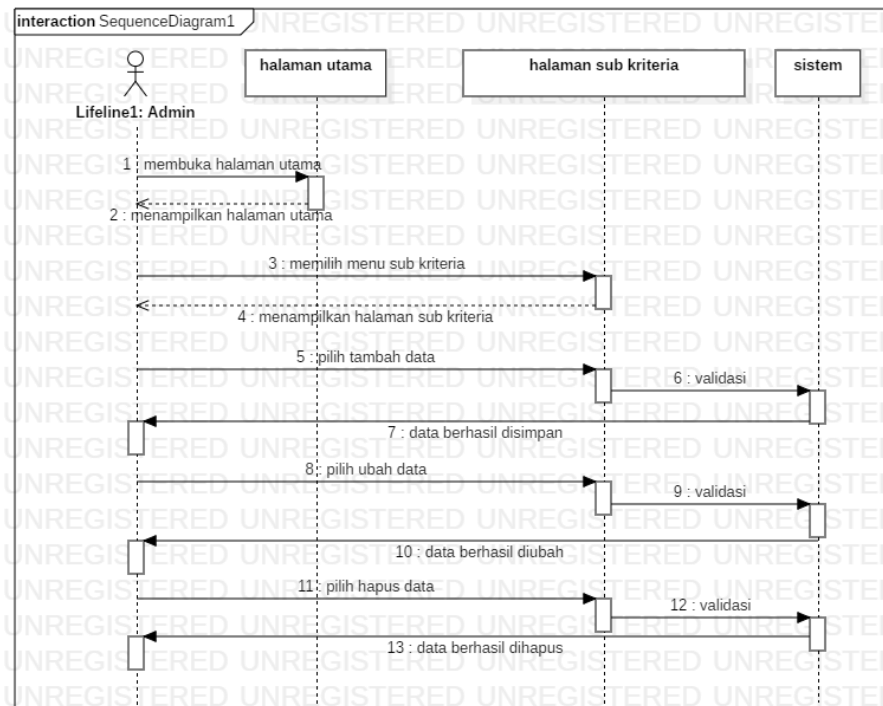 interaction SequenceDiagram1
halaman utama
halaman sub kriteria
sistem
Lifeline1: Admin
1 : membuka halaman utama
2 : menampilkan halaman utama
3 : memilih menu sub kriteria
4 : menampilkan halaman sub kriteria
5 : pilih tambah data
6 : validasi
7 : data berhasil disimpan
8 : pilih ubah data
9 : validasi
10 : data berhasil diubah
11 : pilih hapus data
12 : validasi
13 : data berhasil dihapus
UNREGISTERED